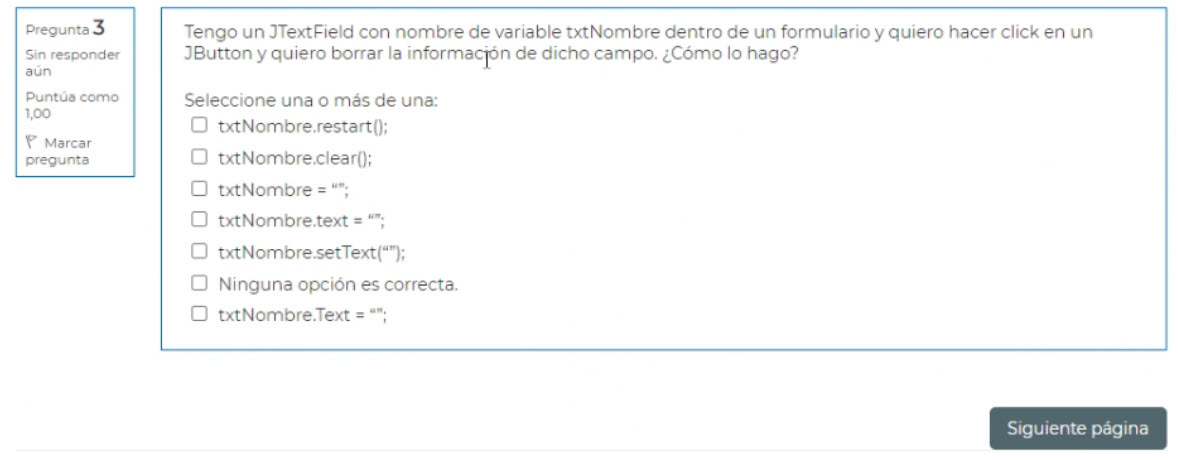 Pregunta 3
Sin responder
aún
Puntúa como
1,00
Marcar
pregunta
Tengo un JTextField con nombre de variable txtNombre dentro de un formulario y quiero hacer click en un
JButton y quiero borrar la información de dicho campo. ¿Cómo lo hago?
Seleccione una o más de una:
txtNombre.restart();
txtNombre.clear();
txtNombre = “”;
txtNombre.text = “”;
txtNombre.setText(“”);
Ninguna opción es correcta.
txtNombre.Text = “”;
Siguiente página